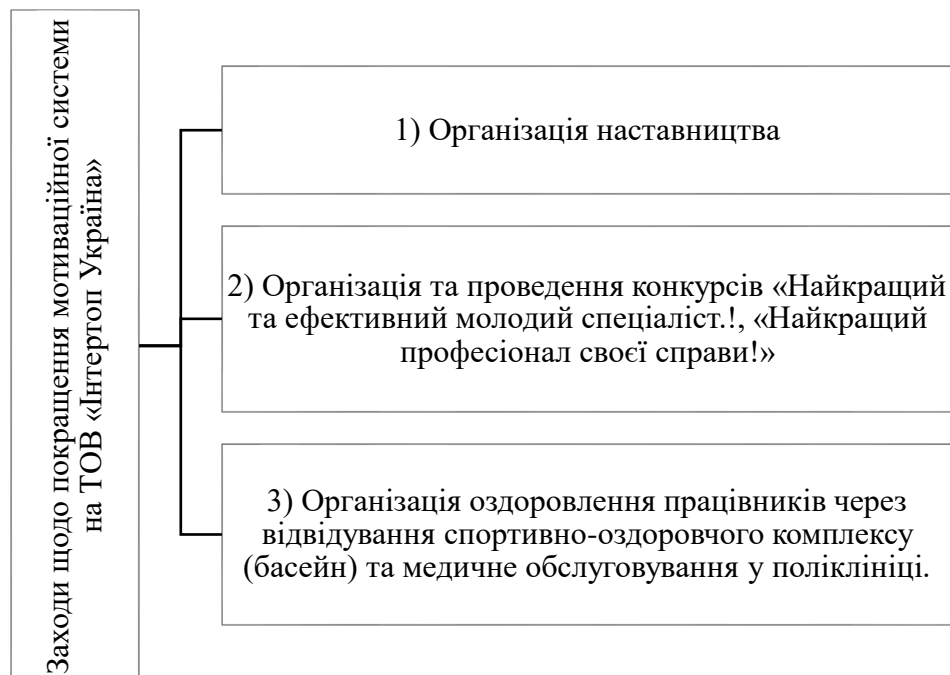 Заходи щодо покращення мотиваційної системи
на ТОВ «Інтертоп Україна»
1) Організація наставництва
2) Організація та проведення конкурсів «Найкращий
та ефективний молодий спеціаліст.!, «Найкращий
професіонал своєї справи!»
3) Організація оздоровлення працівників через
відвідування спортивно-оздоровчого комплексу
(басейн) та медичне обслуговування у поліклініці.